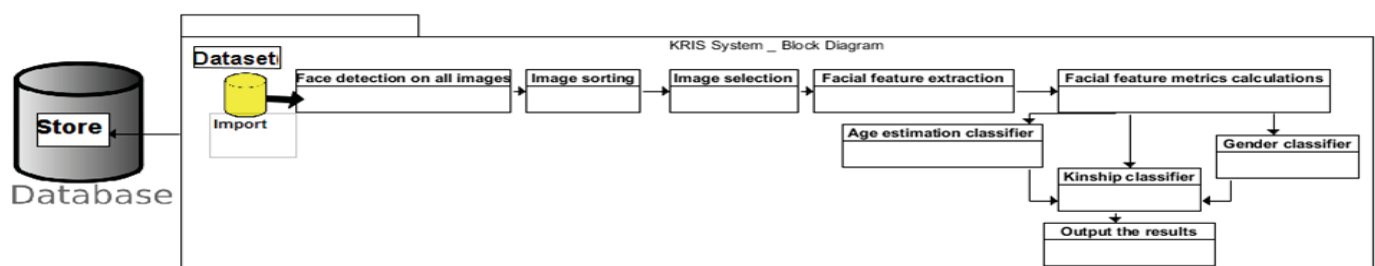 KRIS System _ Block Diagram
Dataset
Import
Face detection on all images
Image sorting
Image selection
Facial feature extraction
Facial feature metrics calculations
Store
Database
Age estimation classifier
Gender classifier
Kinship classifier
Output the results